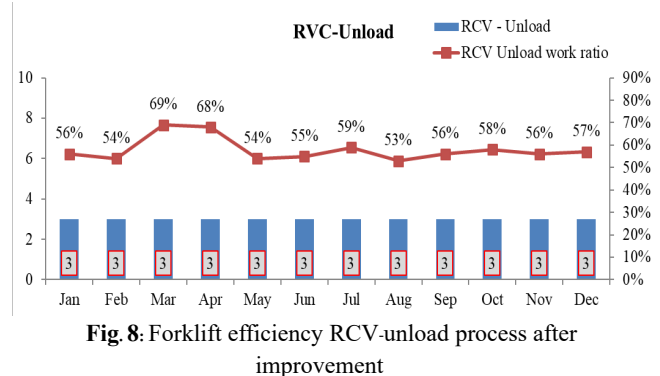 RVC-Unload
RCV - Unload
RCV Unload work ratio
10 90%
8 80%
6 70%
4 60%
2 50%
0 40%
30%
20%
10%
0%
56% 54% 69% 68% 54% 55% 59% 53% 56% 58% 56% 57%
3 3 3 3 3 3 3 3 3 3 3 3
Jan Feb Mar Apr May Jun Jul Aug Sep Oct Nov Dec
Fig. 8: Forklift efficiency RCV-unload process after
improvement